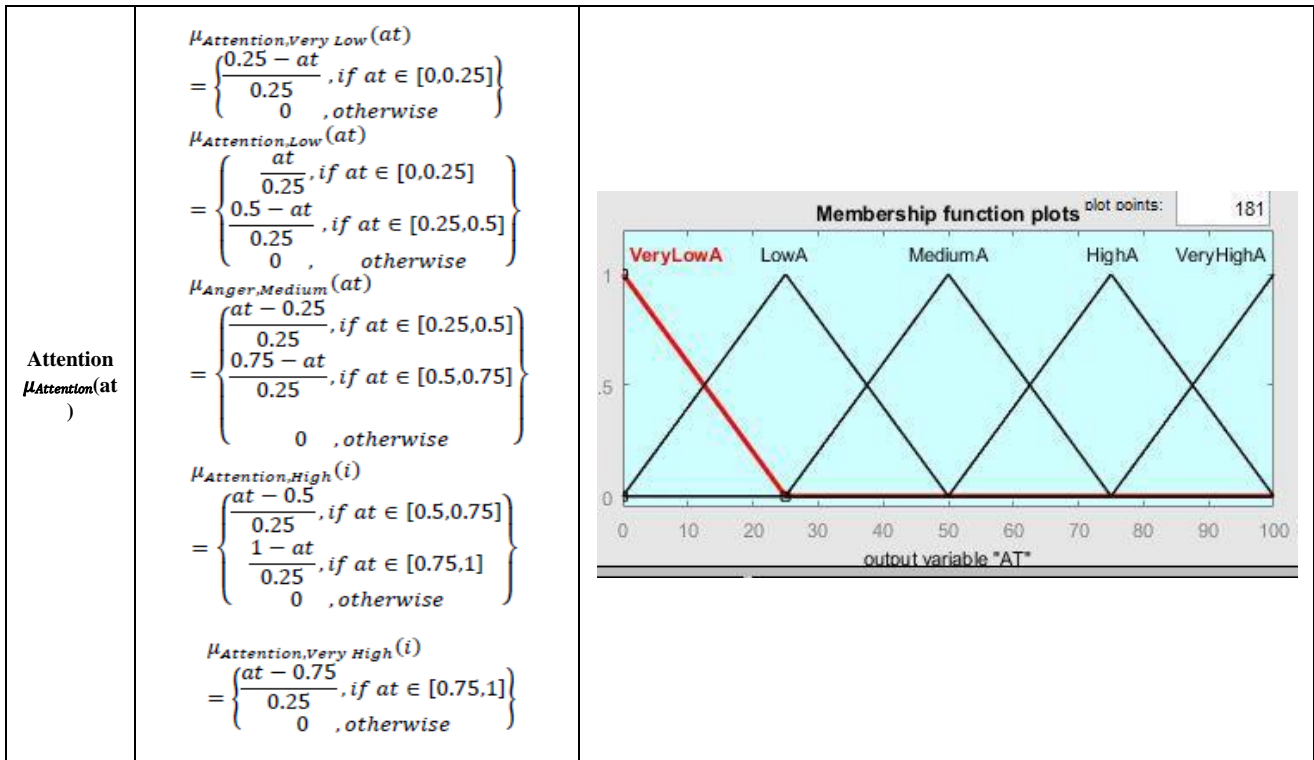 Attention
μAttention(at
)
μAttention,Very Low(at)
= {0.25 − at / 0.25 , if at ∈ [0,0.25]
0 , otherwise}
μAttention,Low(at)
= {at / 0.25 , if at ∈ [0,0.25]
0.5 − at / 0.25 , if at ∈ [0.25,0.5]
0 , otherwise}
μAnger,Medium(at)
= {at − 0.25 / 0.25 , if at ∈ [0.25,0.5]
0.75 − at / 0.25 , if at ∈ [0.5,0.75]
0 , otherwise}
μAttention,High(i)
= {at − 0.5 / 0.25 , if at ∈ [0.5,0.75]
1 − at / 0.25 , if at ∈ [0.75,1]
0 , otherwise}
μAttention,Very High(i)
= {at − 0.75 / 0.25 , if at ∈ [0.75,1]
0 , otherwise}
Membership function plots plot points: 181
VeryLowA LowA MediumA HighA VeryHighA
1
.5
0
0 10 20 30 40 50 60 70 80 90 100
output variable "AT"